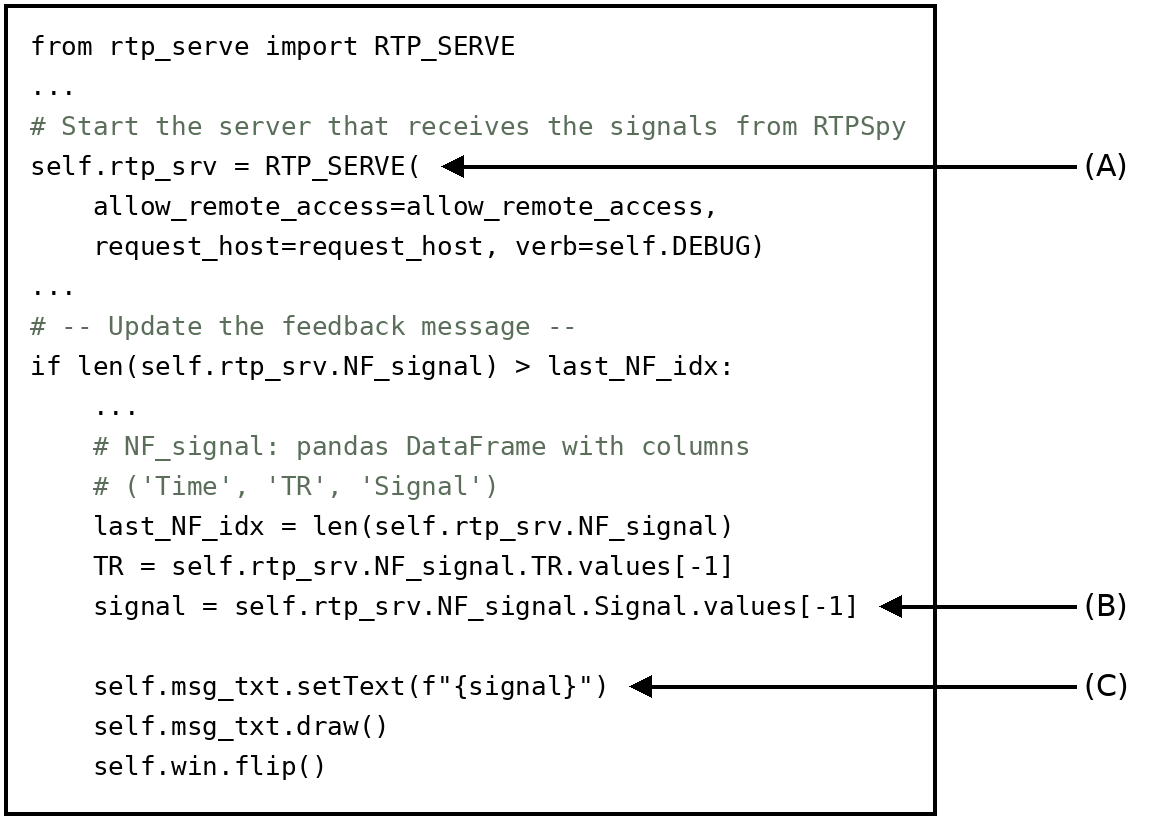 from rtp_serve import RTP_SERVE
...
# Start the server that receives the signals from RTPSpy
self.rtp_srv = RTP_SERVE( (A)
    allow_remote_access=allow_remote_access,
    request_host=request_host, verb=self.DEBUG)
...
# -- Update the feedback message --
if len(self.rtp_srv.NF_signal) > last_NF_idx:
    ...
    # NF_signal: pandas DataFrame with columns
    # ('Time', 'TR', 'Signal')
    last_NF_idx = len(self.rtp_srv.NF_signal)
    TR = self.rtp_srv.NF_signal.TR.values[-1]
    signal = self.rtp_srv.NF_signal.Signal.values[-1] (B)
    self.msg_txt.setText(f"{signal}") (C)
    self.msg_txt.draw()
    self.win.flip()